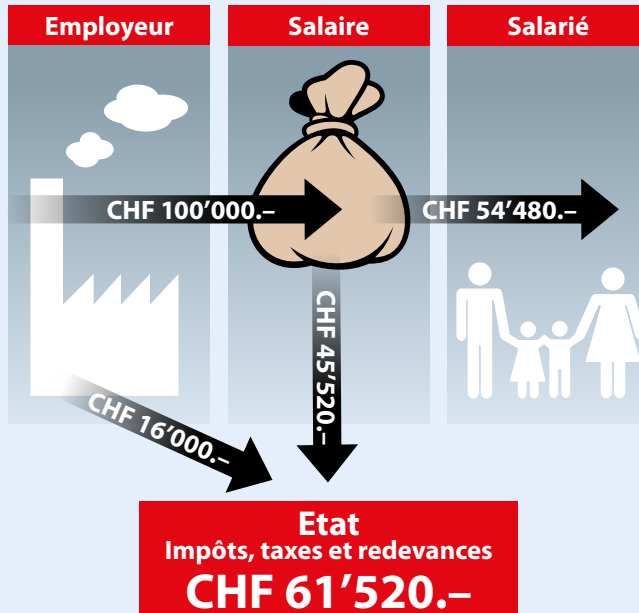 Employeur
Salaire
Salarié
CHF 100’000.–
CHF 54’480.–
CHF 45’520.–
CHF 16’000.–
Etat
Impôts, taxes et redevances
CHF 61’520.–